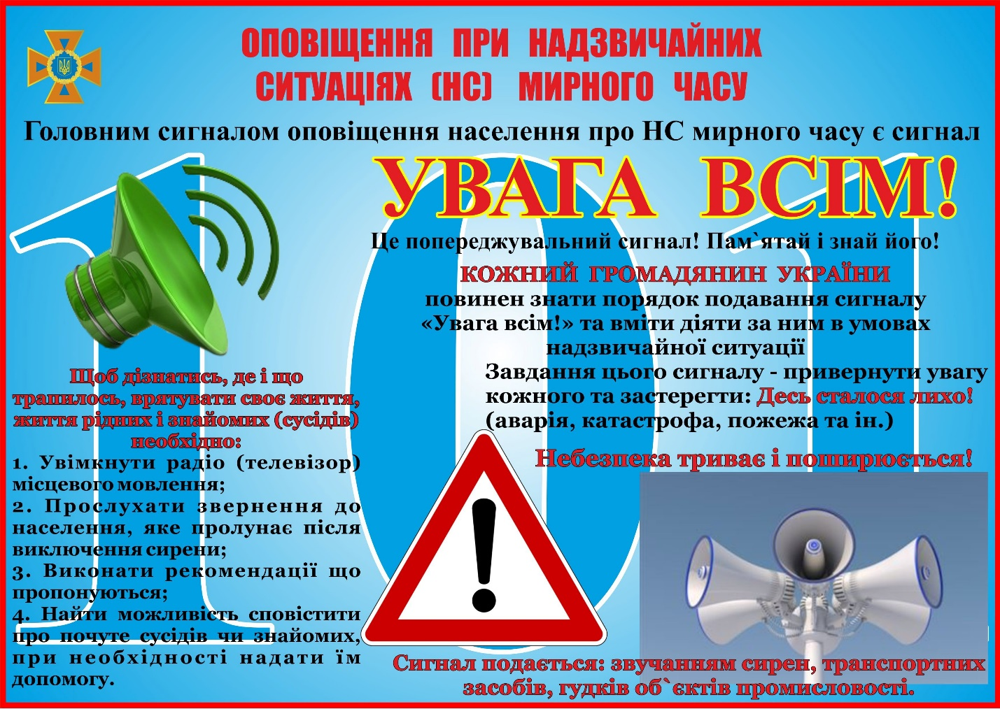 ОПОВІЩЕННЯ ПРИ НАДЗВИЧАЙНИХ
СИТУАЦІЯХ (НС) МИРНОГО ЧАСУ
Головним сигналом оповіщення населення про НС мирного часу є сигнал
101
УВАГА ВСІМ!
Це попереджувальний сигнал! Пам`ятай і знай його!
КОЖНИЙ ГРОМАДЯНИН УКРАЇНИ
повинен знати порядок подавання сигналу
«Увага всім!» та вміти діяти за ним в умовах
надзвичайної ситуації
Завдання цього сигналу - привернути увагу
кожного та застерегти: Десь сталося лихо!
(аварія, катастрофа, пожежа та ін.)
Небезпека триває і поширюється!
Щоб дізнатись, де і що
трапилось, врятувати своє життя,
життя рідних і знайомих (сусідів)
необхідно:
1. Увімкнути радіо (телевізор)
місцевого мовлення;
2. Прослухати звернення до
населення, яке пролунає після
виключення сирени;
3. Виконати рекомендації що
пропонуються;
4. Найти можливість сповістити
про почуте сусідів чи знайомих,
при необхідності надати їм
допомогу.
!
Сигнал подається: звучанням сирен, транспортних
засобів, гудків об`єктів промисловості.